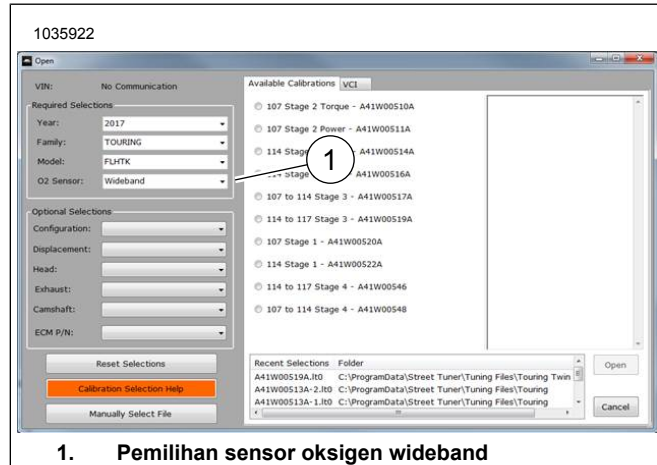 1035922
Open
VIN: No Communication
Required Selections
Year: 2017
Family: TOURING
Model: FLHTK
O2 Sensor: Wideband
Optional Selections
Configuration:
Displacement:
Head:
Exhaust:
Camshaft:
ECM P/N:
Reset Selections
Calibration Selection Help
Manually Select File
Available Calibrations VCI
107 Stage 2 Torque - A41W00510A
107 Stage 2 Power - A41W00511A
114 Stage A41W00514A
Stage A41W00516A
107 to 114 Stage 3 - A41W00517A
114 to 117 Stage 3 - A41W00519A
107 Stage 1 - A41W00520A
114 Stage 1 - A41W00522A
114 to 117 Stage 4 - A41W00546
107 to 114 Stage 4 - A41W00548
1
Recent Selections Folder
A41W00519A.lt0 C:\ProgramData\Street Tuner\Tuning Files\Touring Twin
A41W00513A-2.lt0 C:\ProgramData\Street Tuner\Tuning Files\Touring
A41W00513A-1.lt0 C:\ProgramData\Street Tuner\Tuning Files\Touring
Open
Cancel
1. Pemilihan sensor oksigen wideband